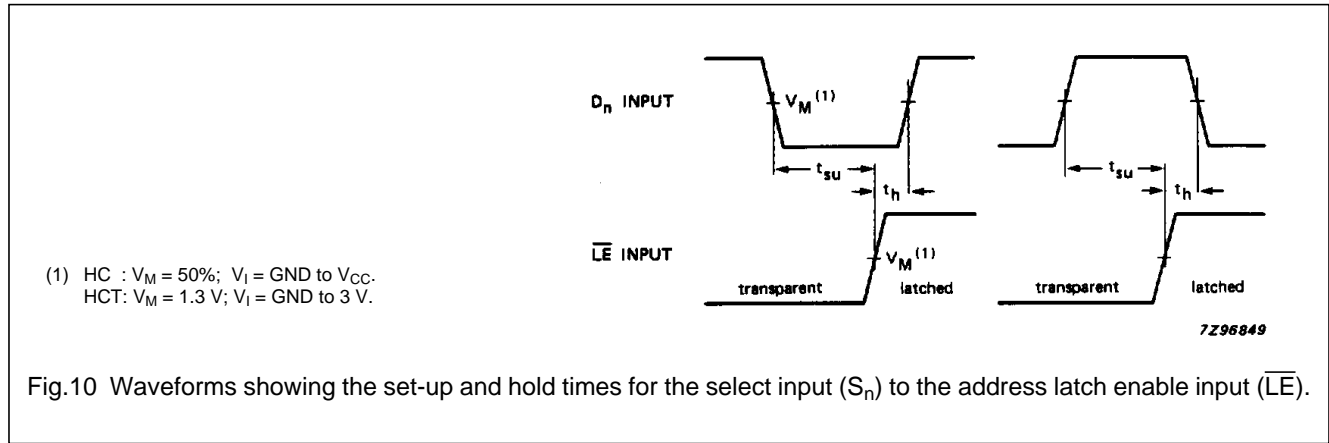 Dn INPUT
VM (1)
tsu
th
tsu
th
LE INPUT
VM (1)
transparent
latched
transparent
latched
(1) HC : VM = 50%; VI = GND to VCC.
HCT: VM = 1.3 V; VI = GND to 3 V.
7Z96849
Fig.10 Waveforms showing the set-up and hold times for the select input (Sn) to the address latch enable input (LE).